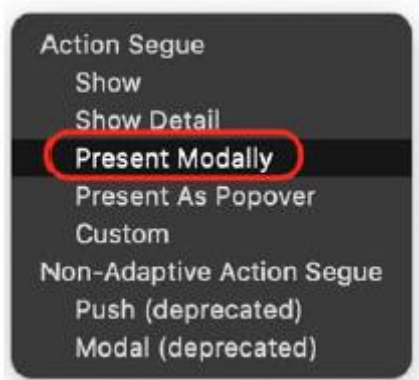 Action Segue
Show
Show Detail
Present Modally
Present As Popover
Custom
Non-Adaptive Action Segue
Push (deprecated)
Modal (deprecated)